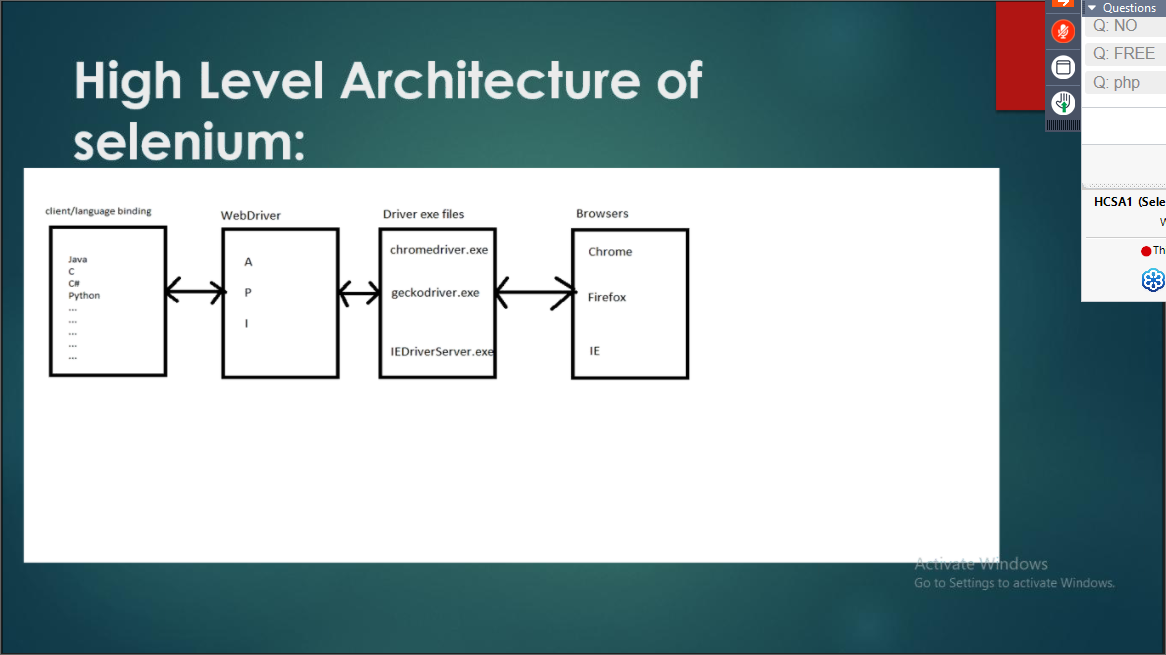 High Level Architecture of
selenium:
client/language binding
Java
C
C#
Python
...
...
...
...
...
WebDriver
A
P
I
Driver exe files
chromedriver.exe
geckodriver.exe
IEDriverServer.exe
Browsers
Chrome
Firefox
IE
Activate Windows
Go to Settings to activate Windows.
Questions
Q: NO
Q: FREE
Q: php
HCSA1 (Sele
W
Th